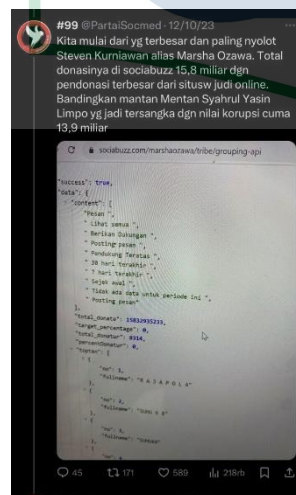 #99 @PartaiSocmed · 12/10/23
Kita mulai dari yg terbesar dan paling nyolot
Steven Kurniawan alias Marsha Ozawa. Total
donasinya di sociabuzz 15,8 miliar dgn
pendonasi terbesar dari situsw judi online.
Bandingkan mantan Mentan Syahrul Yasin
Limpo yg jadi tersangka dgn nilai korupsi cuma
13,9 miliar
sociabuzz.com/marshaozawa/tribe/grouping-api
"success": true,
"data": {
"content": [
"Pesan ",
" Lihat semua ",
" Berikan Dukungan ",
" Posting pesan ",
" Pendukung Teratas ",
" 30 hari terakhir ",
" 7 hari terakhir ",
" Sejak awal ",
" Tidak ada data untuk periode ini ",
" Posting pesan"
],
"total_donate": 15832935233,
"target_percentage": 0,
"total_donatur": 8314,
"percentdonatur": 0,
"topten": [
{
"no": 1,
"fullname": "R A J A P O L A"
},
{
"no": 2,
},
{
"no": 3,
},
{
45 171 589 218rb